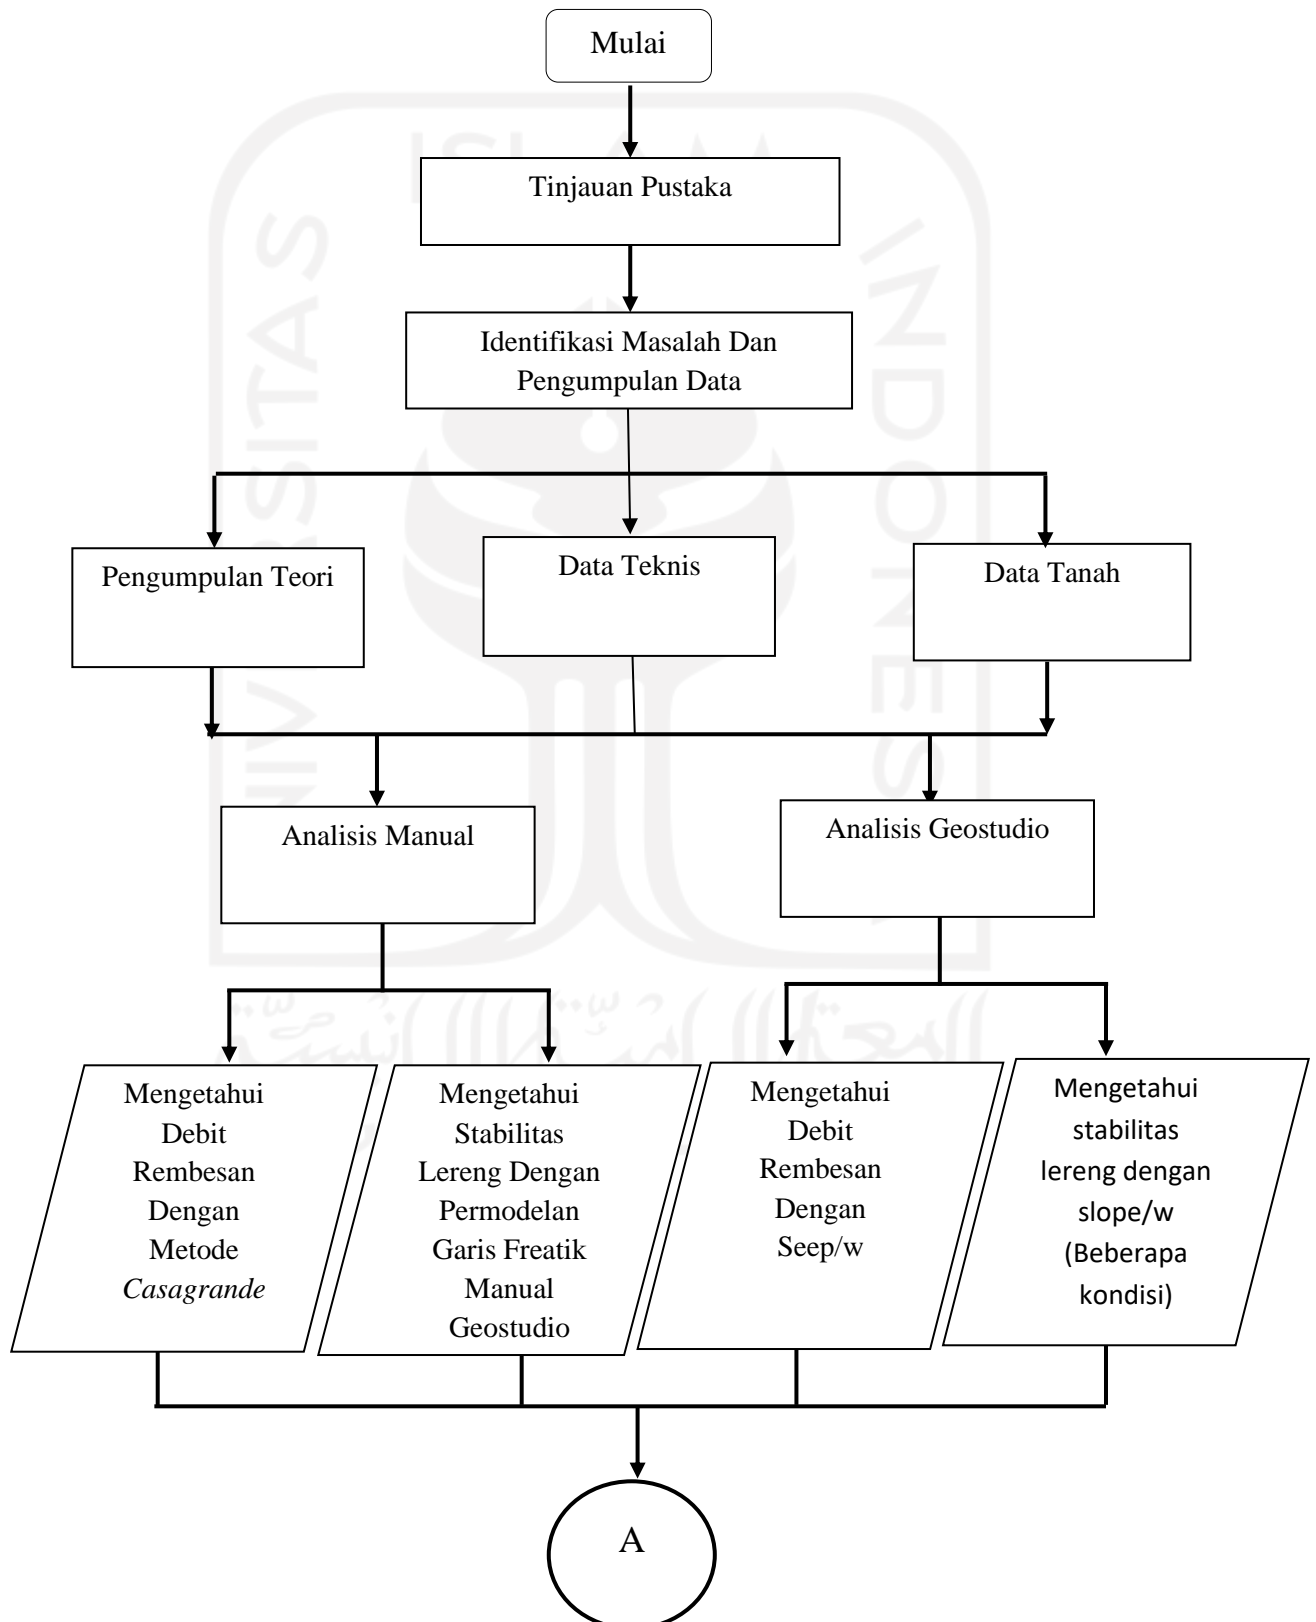 Mulai
Tinjauan Pustaka
Identifikasi Masalah Dan
Pengumpulan Data
Pengumpulan Teori
Data Teknis
Data Tanah
Analisis Manual
Analisis Geostudio
Mengetahui
Debit
Rembesan
Dengan
Metode
Casagrande
Mengetahui
Stabilitas
Lereng Dengan
Permodelan
Garis Freatik
Manual
Geostudio
Mengetahui
Debit
Rembesan
Dengan
Seep/w
Mengetahui
stabilitas
lereng dengan
slope/w
(Beberapa
kondisi)
A